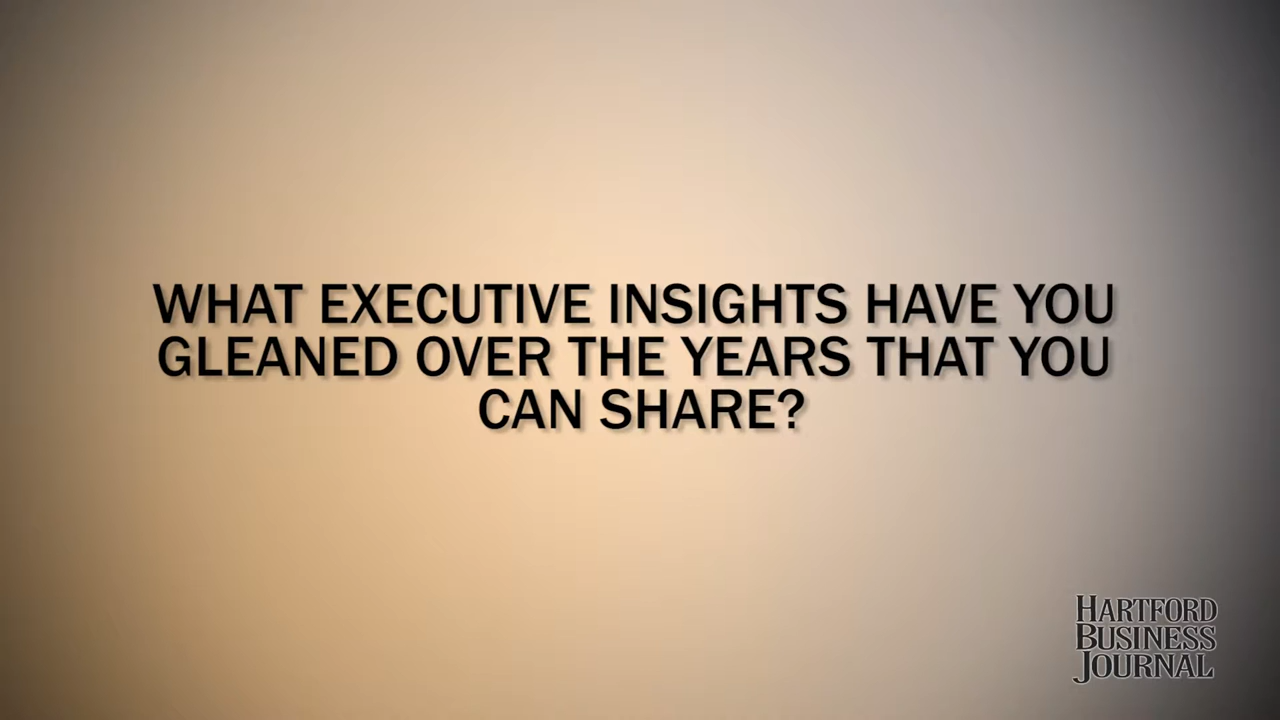 WHAT EXECUTIVE INSIGHTS HAVE YOU
GLEANED OVER THE YEARS THAT YOU
CAN SHARE?
HARTFORD
BUSINESS
JOURNAL